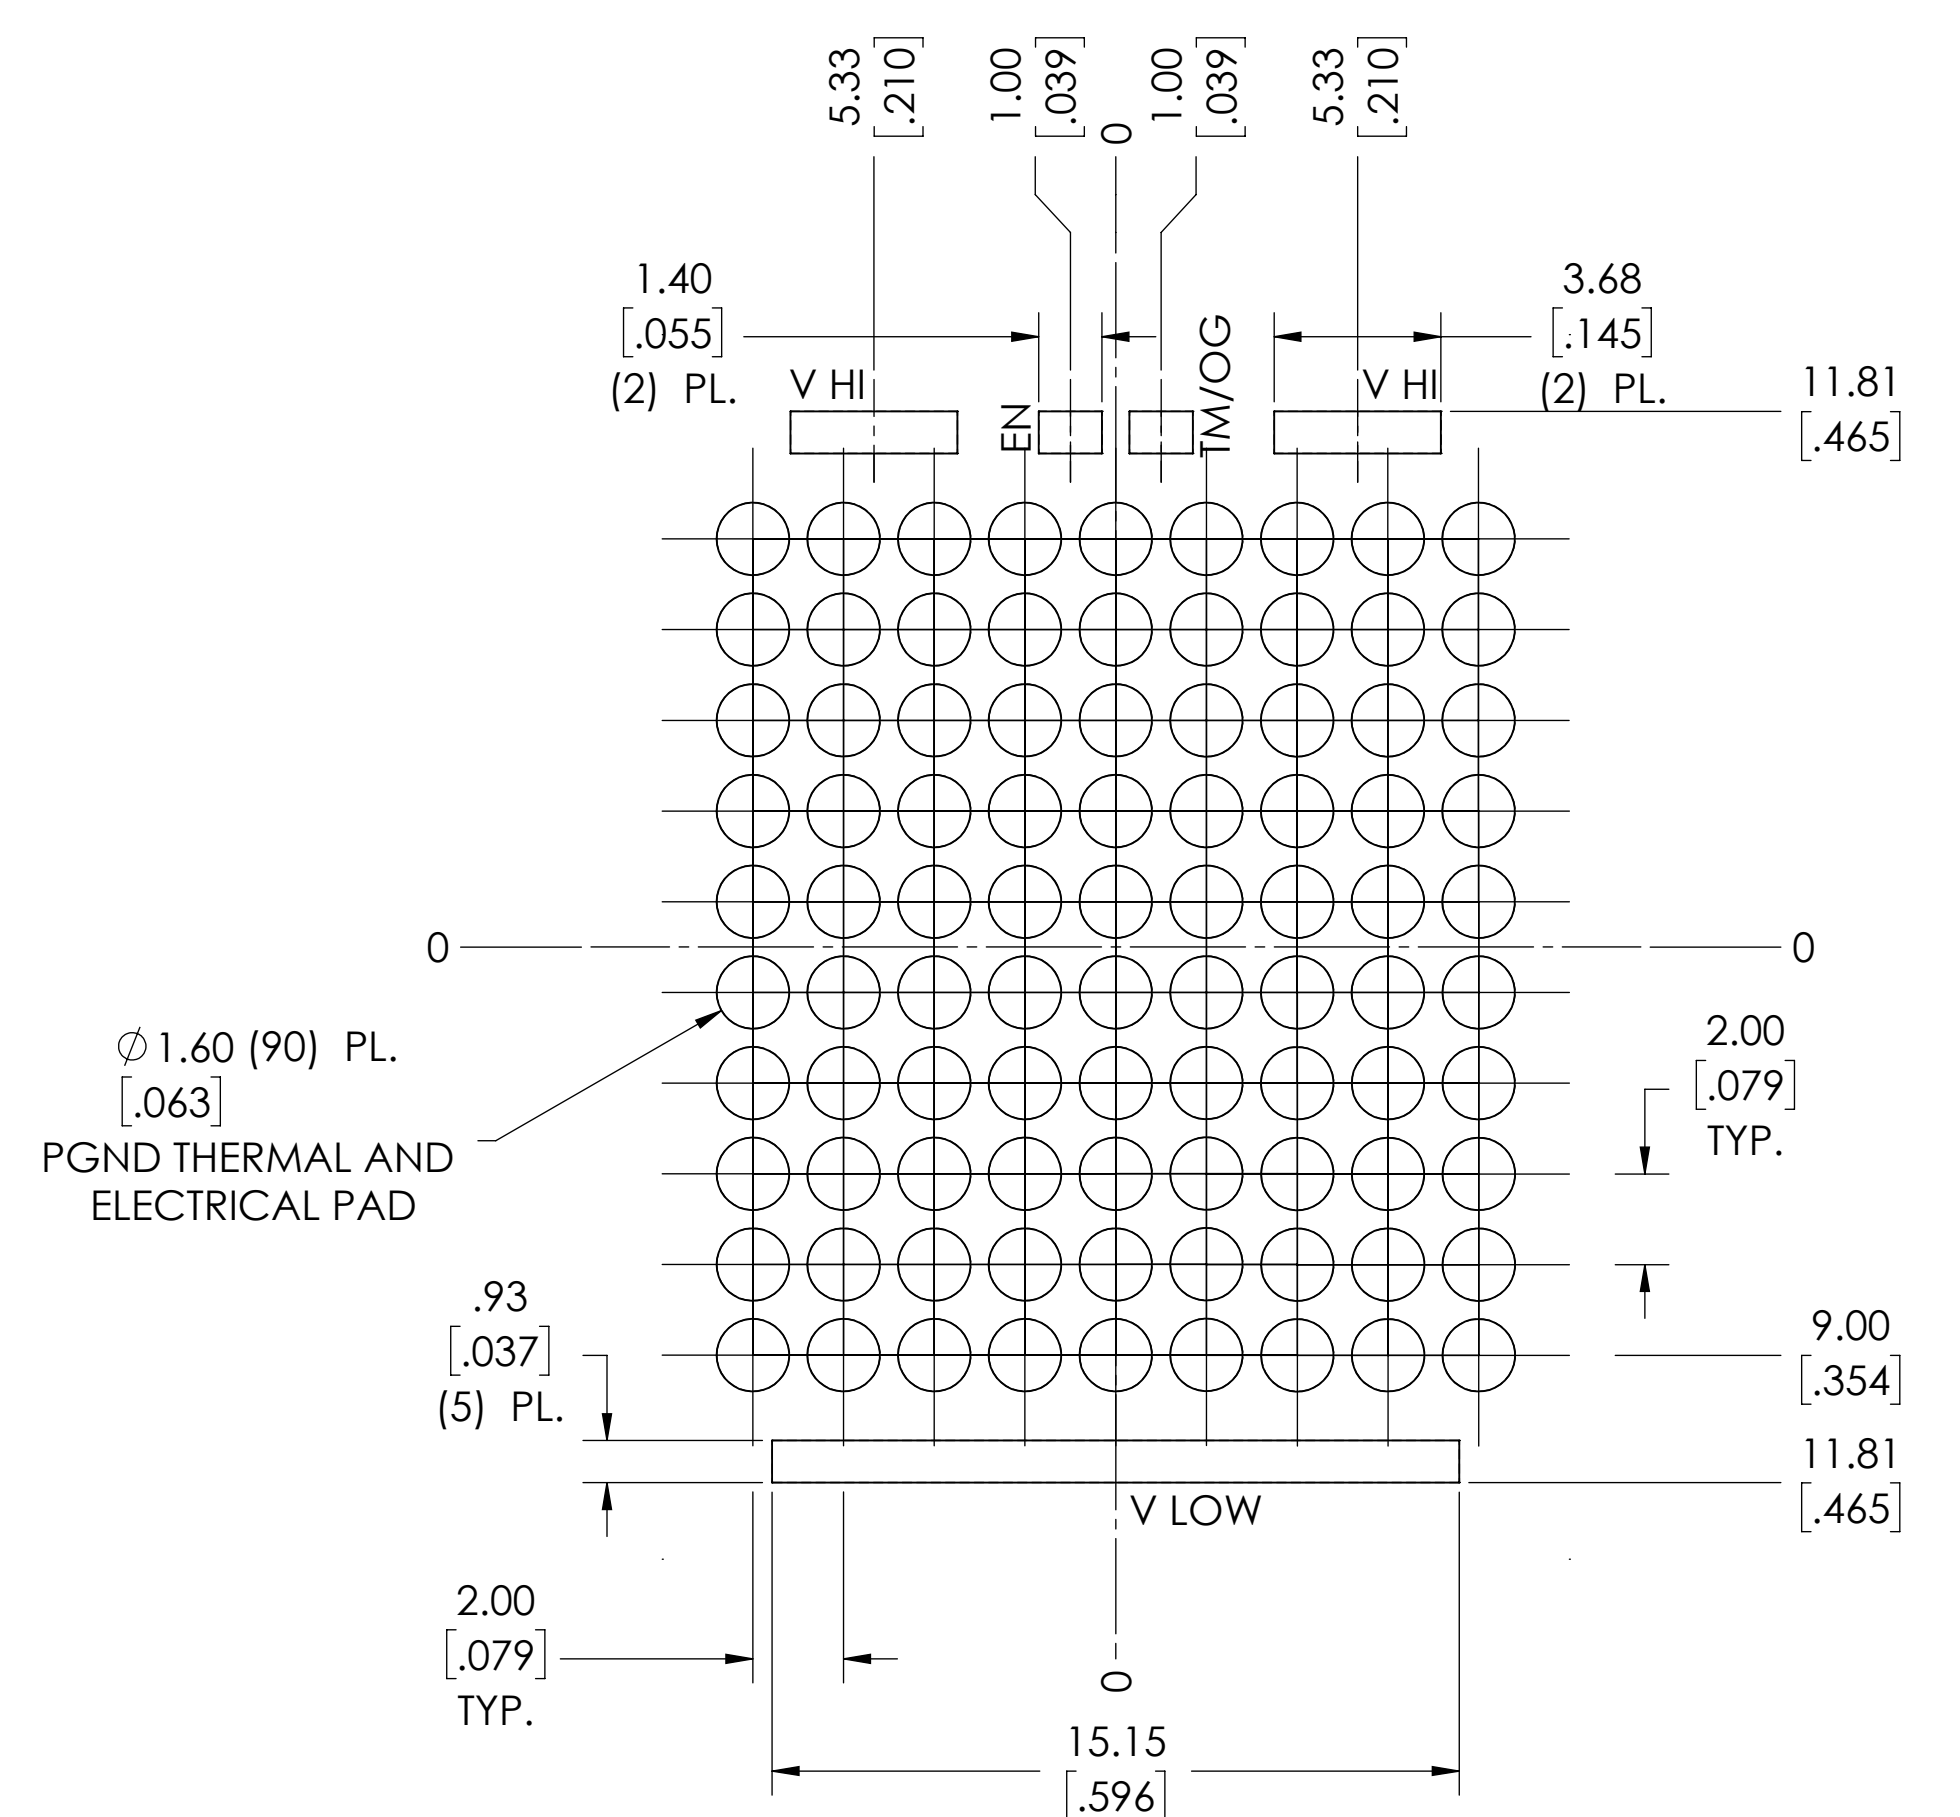 5.33
[.210]
1.00
[.039]
0
1.00
[.039]
5.33
[.210]
1.40
[.055]
(2) PL.
3.68
[.145]
(2) PL.
V HI
EN
TM/OG
V HI
11.81
[.465]
0
0
Ø1.60 (90) PL.
[.063]
PGND THERMAL AND
ELECTRICAL PAD
2.00
[.079]
TYP.
.93
[.037]
(5) PL.
9.00
[.354]
11.81
[.465]
V LOW
2.00
[.079]
TYP.
0
15.15
[.596]